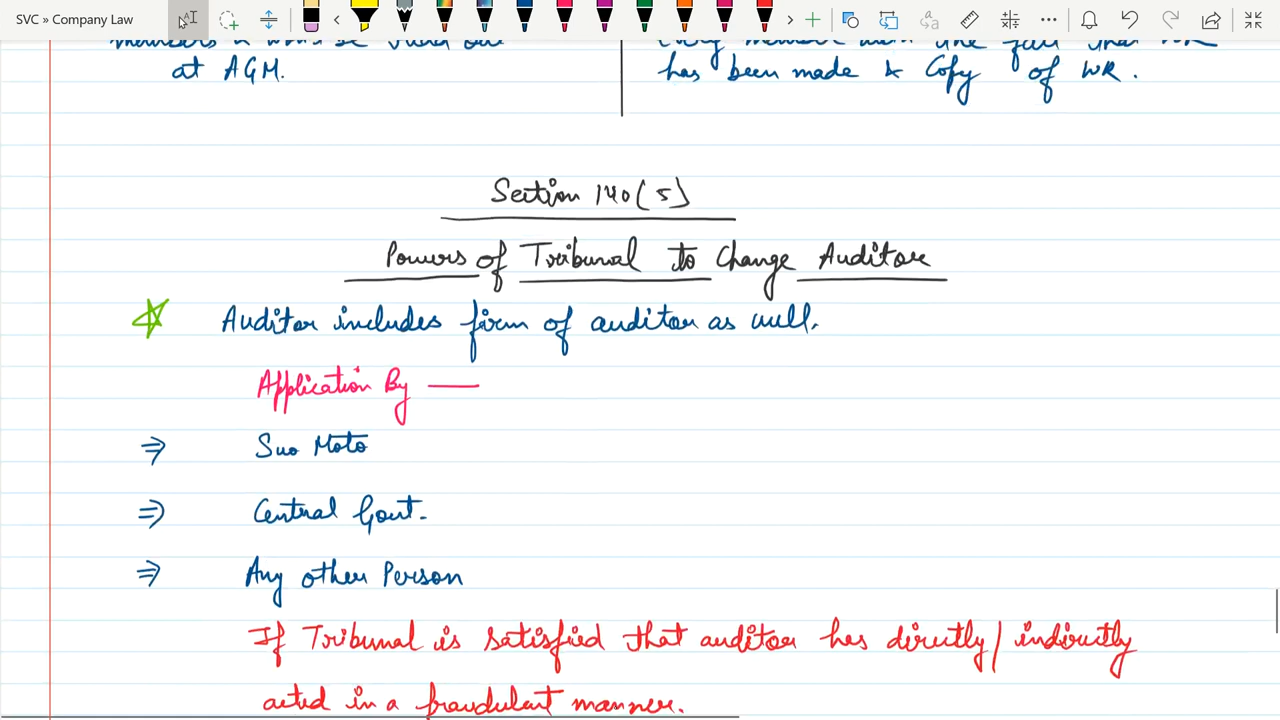 SVC » Company Law
at AGM.
has been made & Copy of WR.
Section 140(5)
Powers of Tribunal to Change Auditor
Auditor includes firm of auditor as well.
Application By —
⇒ Suo Moto
⇒ Central Govt.
⇒ Any other Person
If Tribunal is satisfied that auditor has directly/indirectly
acted in a fraudulent manner.